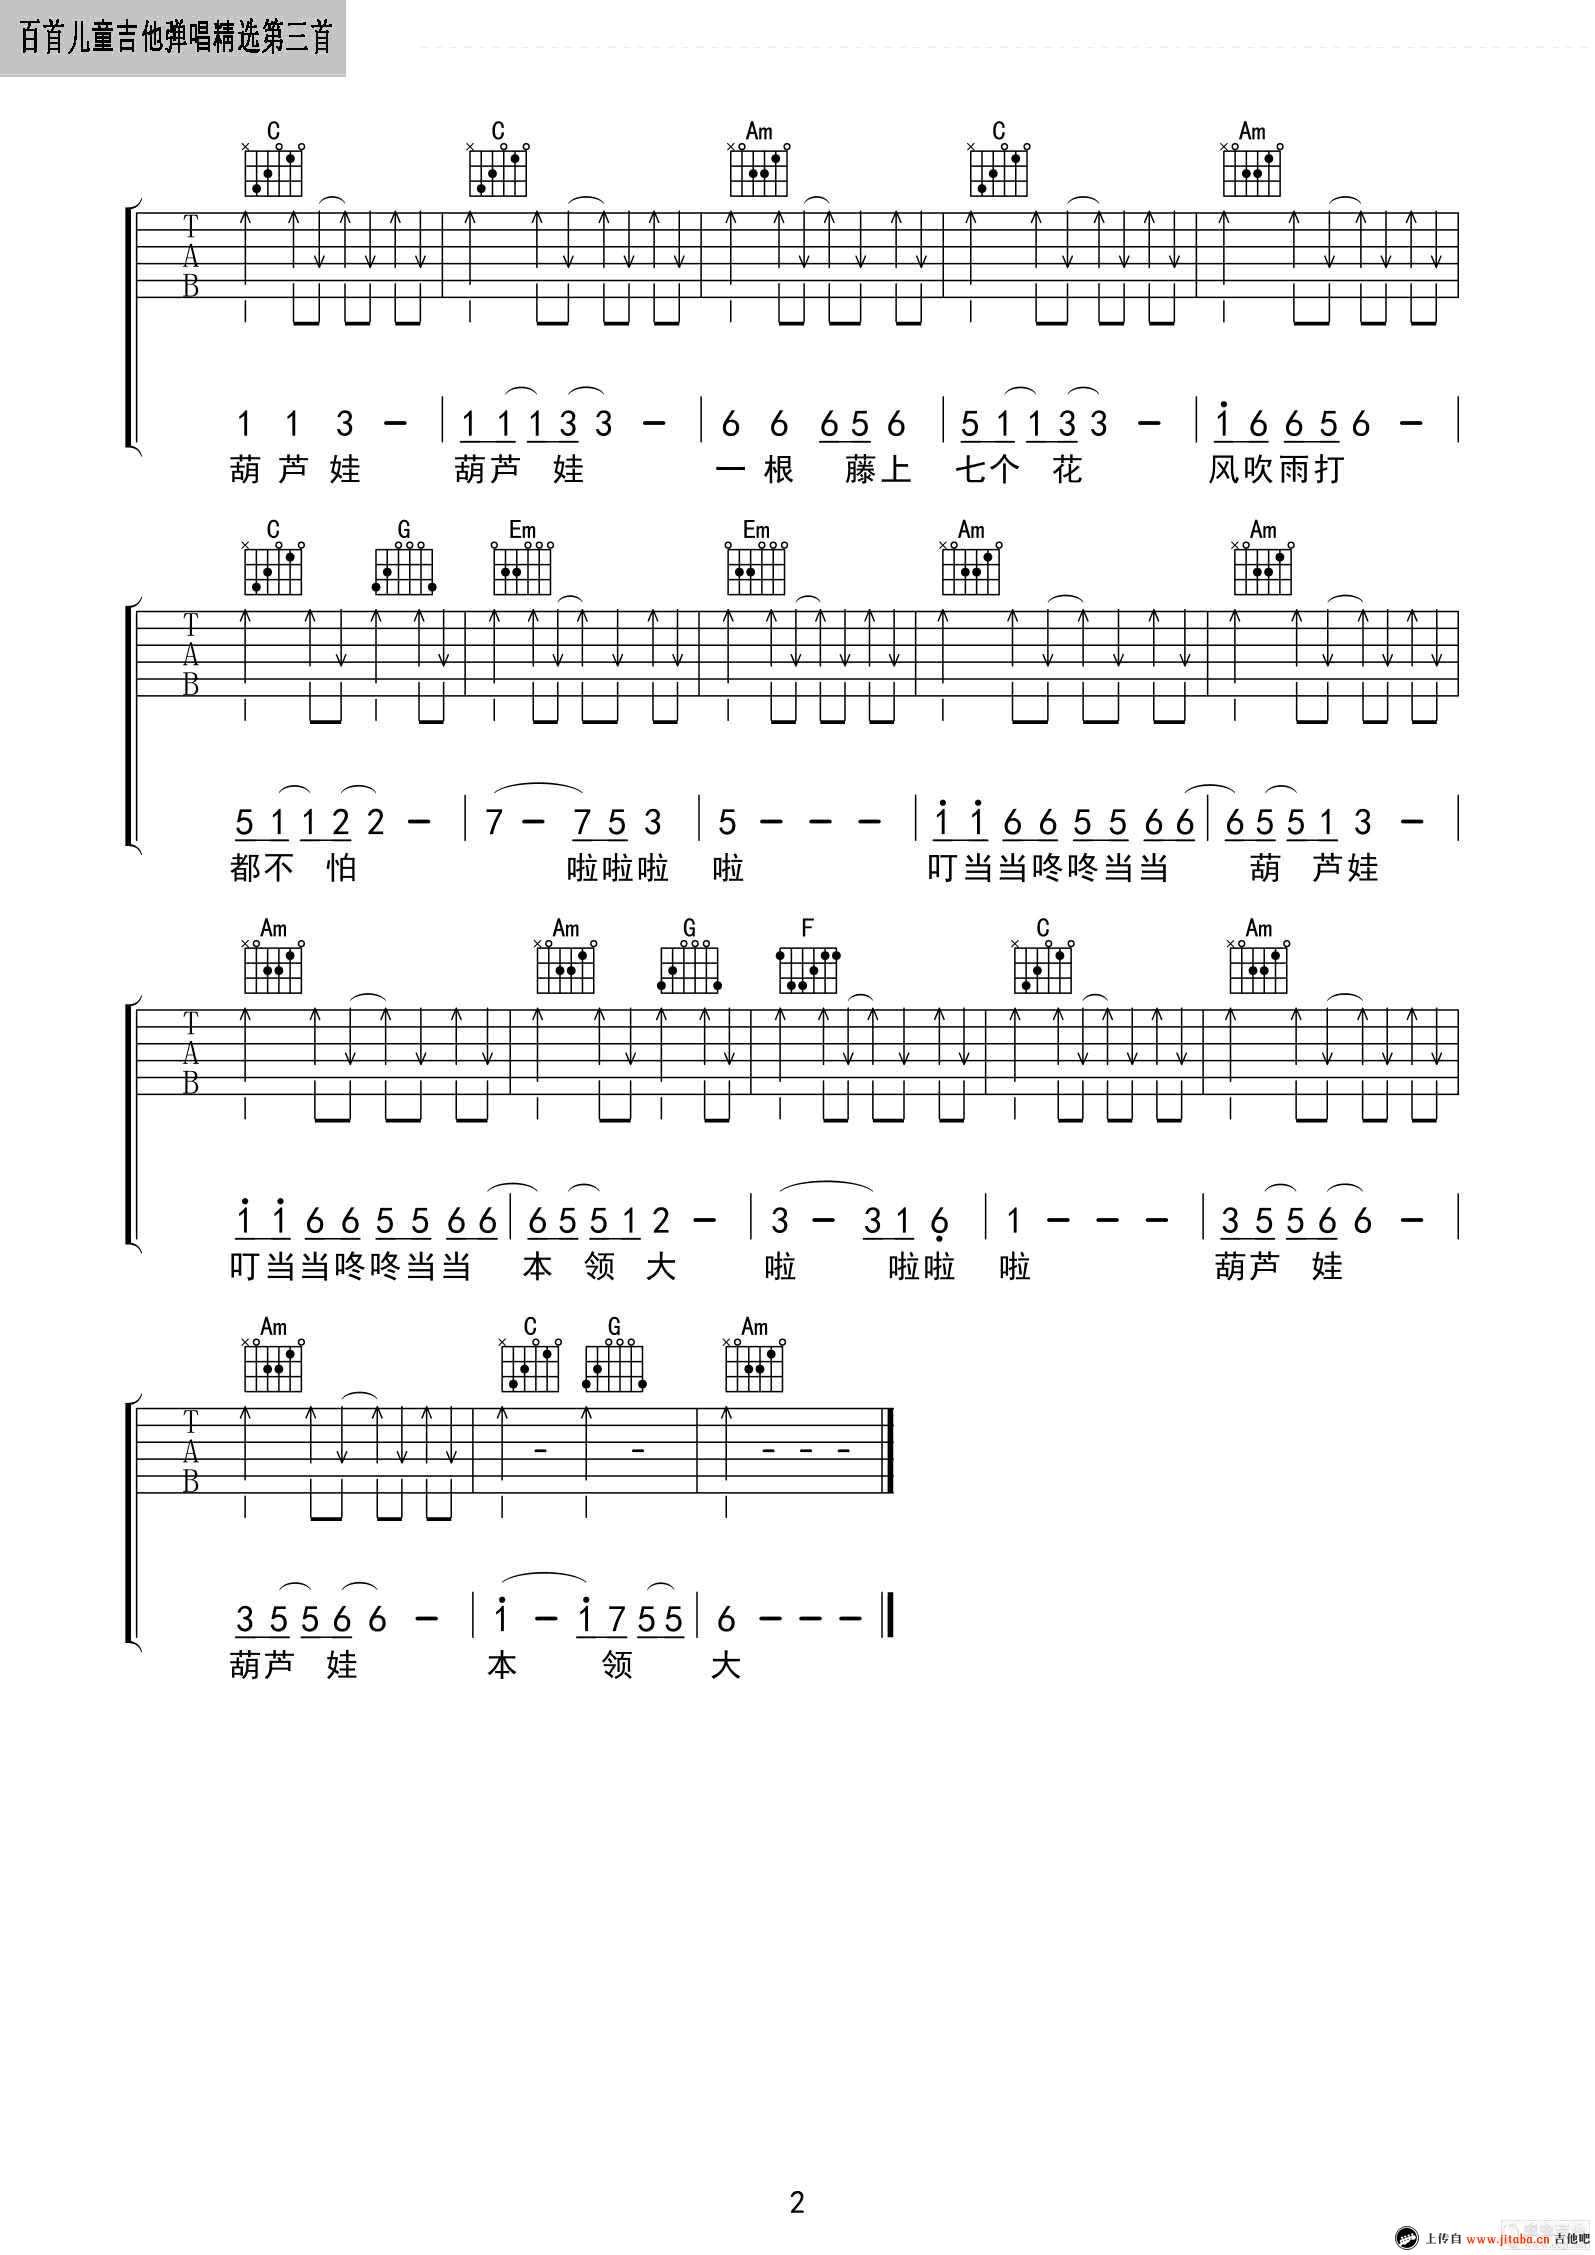 百首儿童吉他弹唱精选第三首
C C Am C Am
T
A
B
1 1 3 - 1 1 1 3 3 - 6 6 6 5 6 5 1 1 3 3 - 1 6 6 5 6 -
葫芦娃 葫芦 娃 一根 藤上 七个 花 风吹雨打
C G Em Em Am Am
T
A
B
5 1 1 2 2 - 7 - 7 5 3 5 - - - 1 1 6 6 5 5 6 6 6 5 5 1 3 -
都不 怕 啦啦啦 啦 叮当当咚咚当当 葫 芦娃
Am Am G F C Am
T
A
B
1 1 6 6 5 5 6 6 6 5 5 1 2 - 3 - 3 1 6 1 - - - 3 5 5 6 6 -
叮当当咚咚当当 本 领 大 啦 啦啦 啦 葫芦 娃
Am C G Am
T
A
B
3 5 5 6 6 - 1 - 1 7 5 5 6 - - -
葫芦 娃 本 领 大
2
上传自 www.jitaba.cn 吉他吧